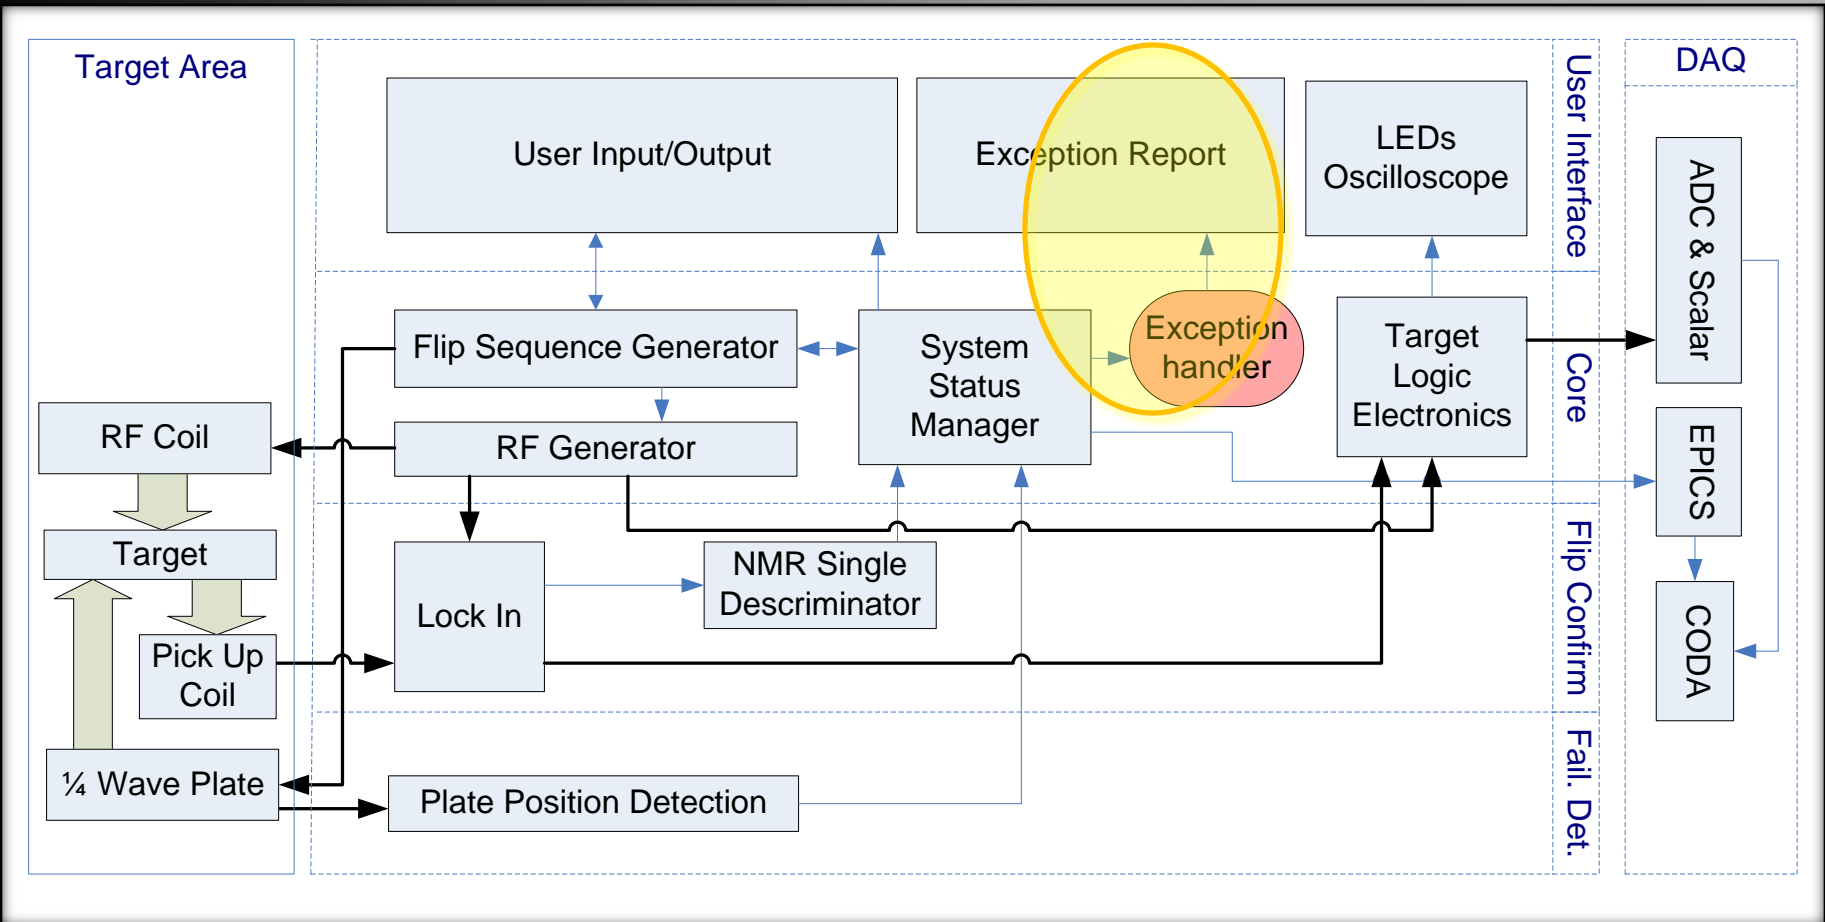 Target Area
User Input/Output
Exception Report
LEDs
Oscilloscope
User Interface
DAQ
ADC & Scalar
Flip Sequence Generator
System
Status
Manager
Exception
handler
Target
Logic
Electronics
Core
RF Coil
RF Generator
EPICS
Target
Lock In
NMR Single
Descriminator
Flip Confirm
CODA
Pick Up
Coil
¼ Wave Plate
Plate Position Detection
Fail. Det.